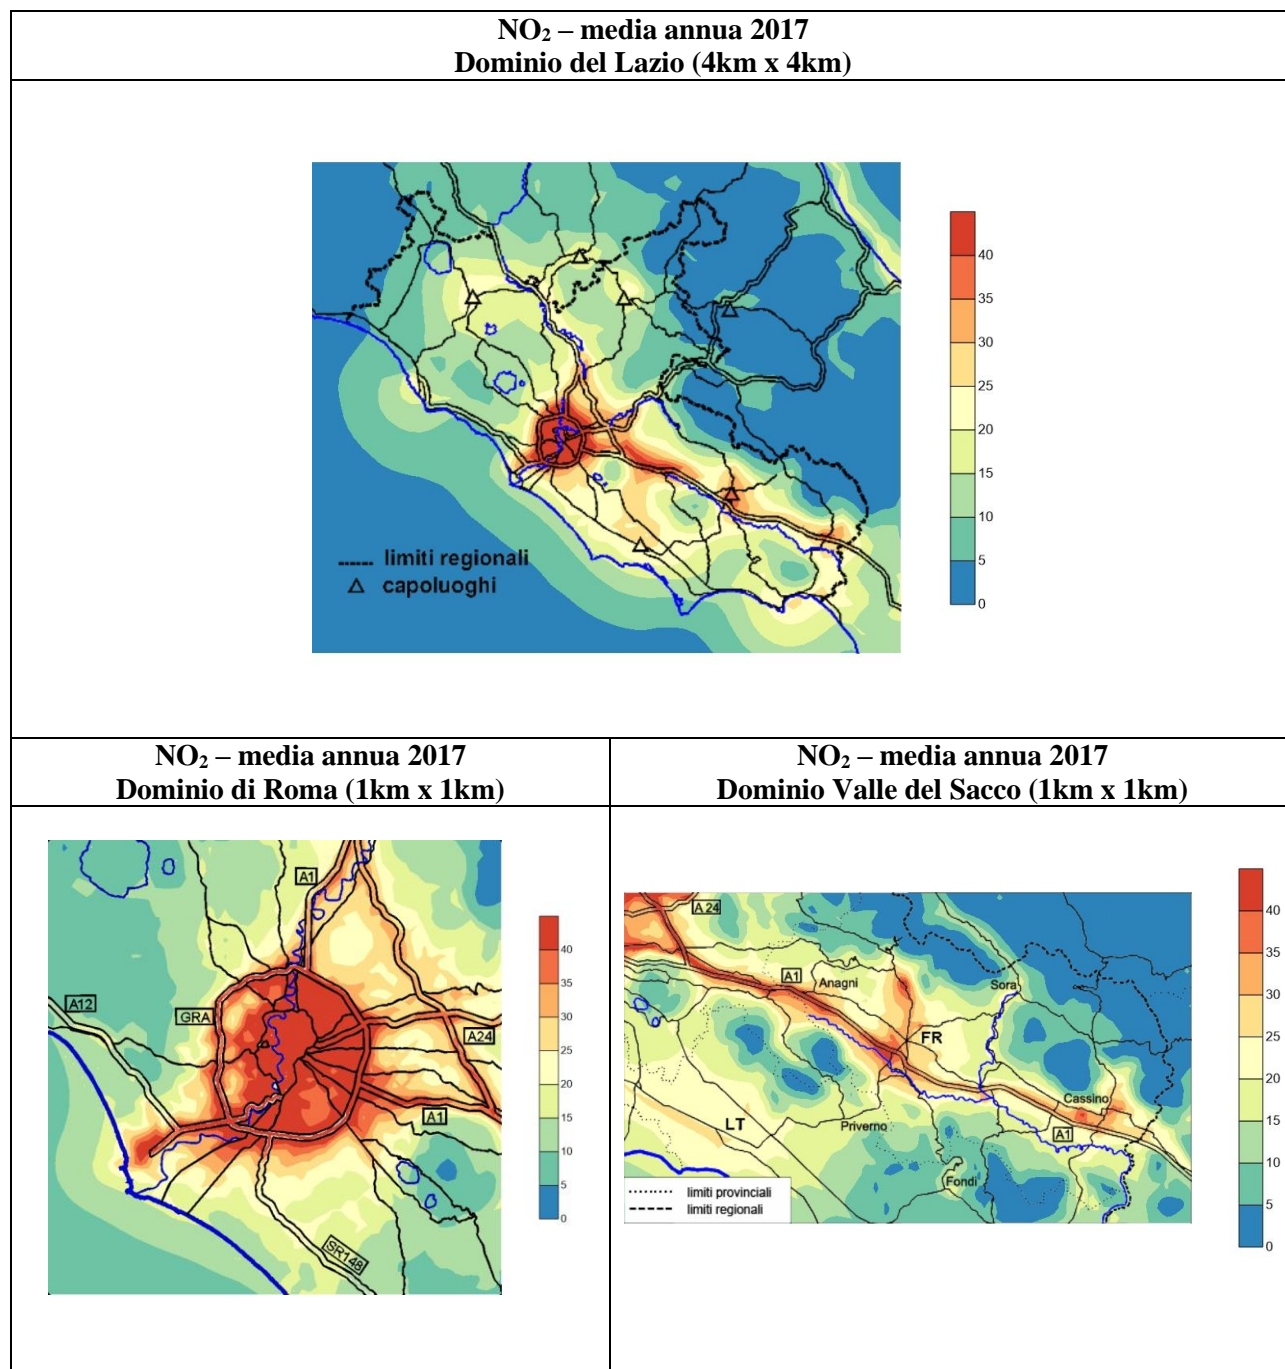 NO₂ – media annua 2017
Dominio del Lazio (4km x 4km)
40
35
30
25
20
15
10
5
0
limiti regionali
capoluoghi
NO₂ – media annua 2017
Dominio di Roma (1km x 1km)
NO₂ – media annua 2017
Dominio Valle del Sacco (1km x 1km)
A1
A12
GRA
A24
A1
SR148
40
35
30
25
20
15
10
5
0
A 24
A1
Anagni
Sora
FR
Cassino
LT
Priverno
A1
Fondi
limiti provinciali
limiti regionali
40
35
30
25
20
15
10
5
0